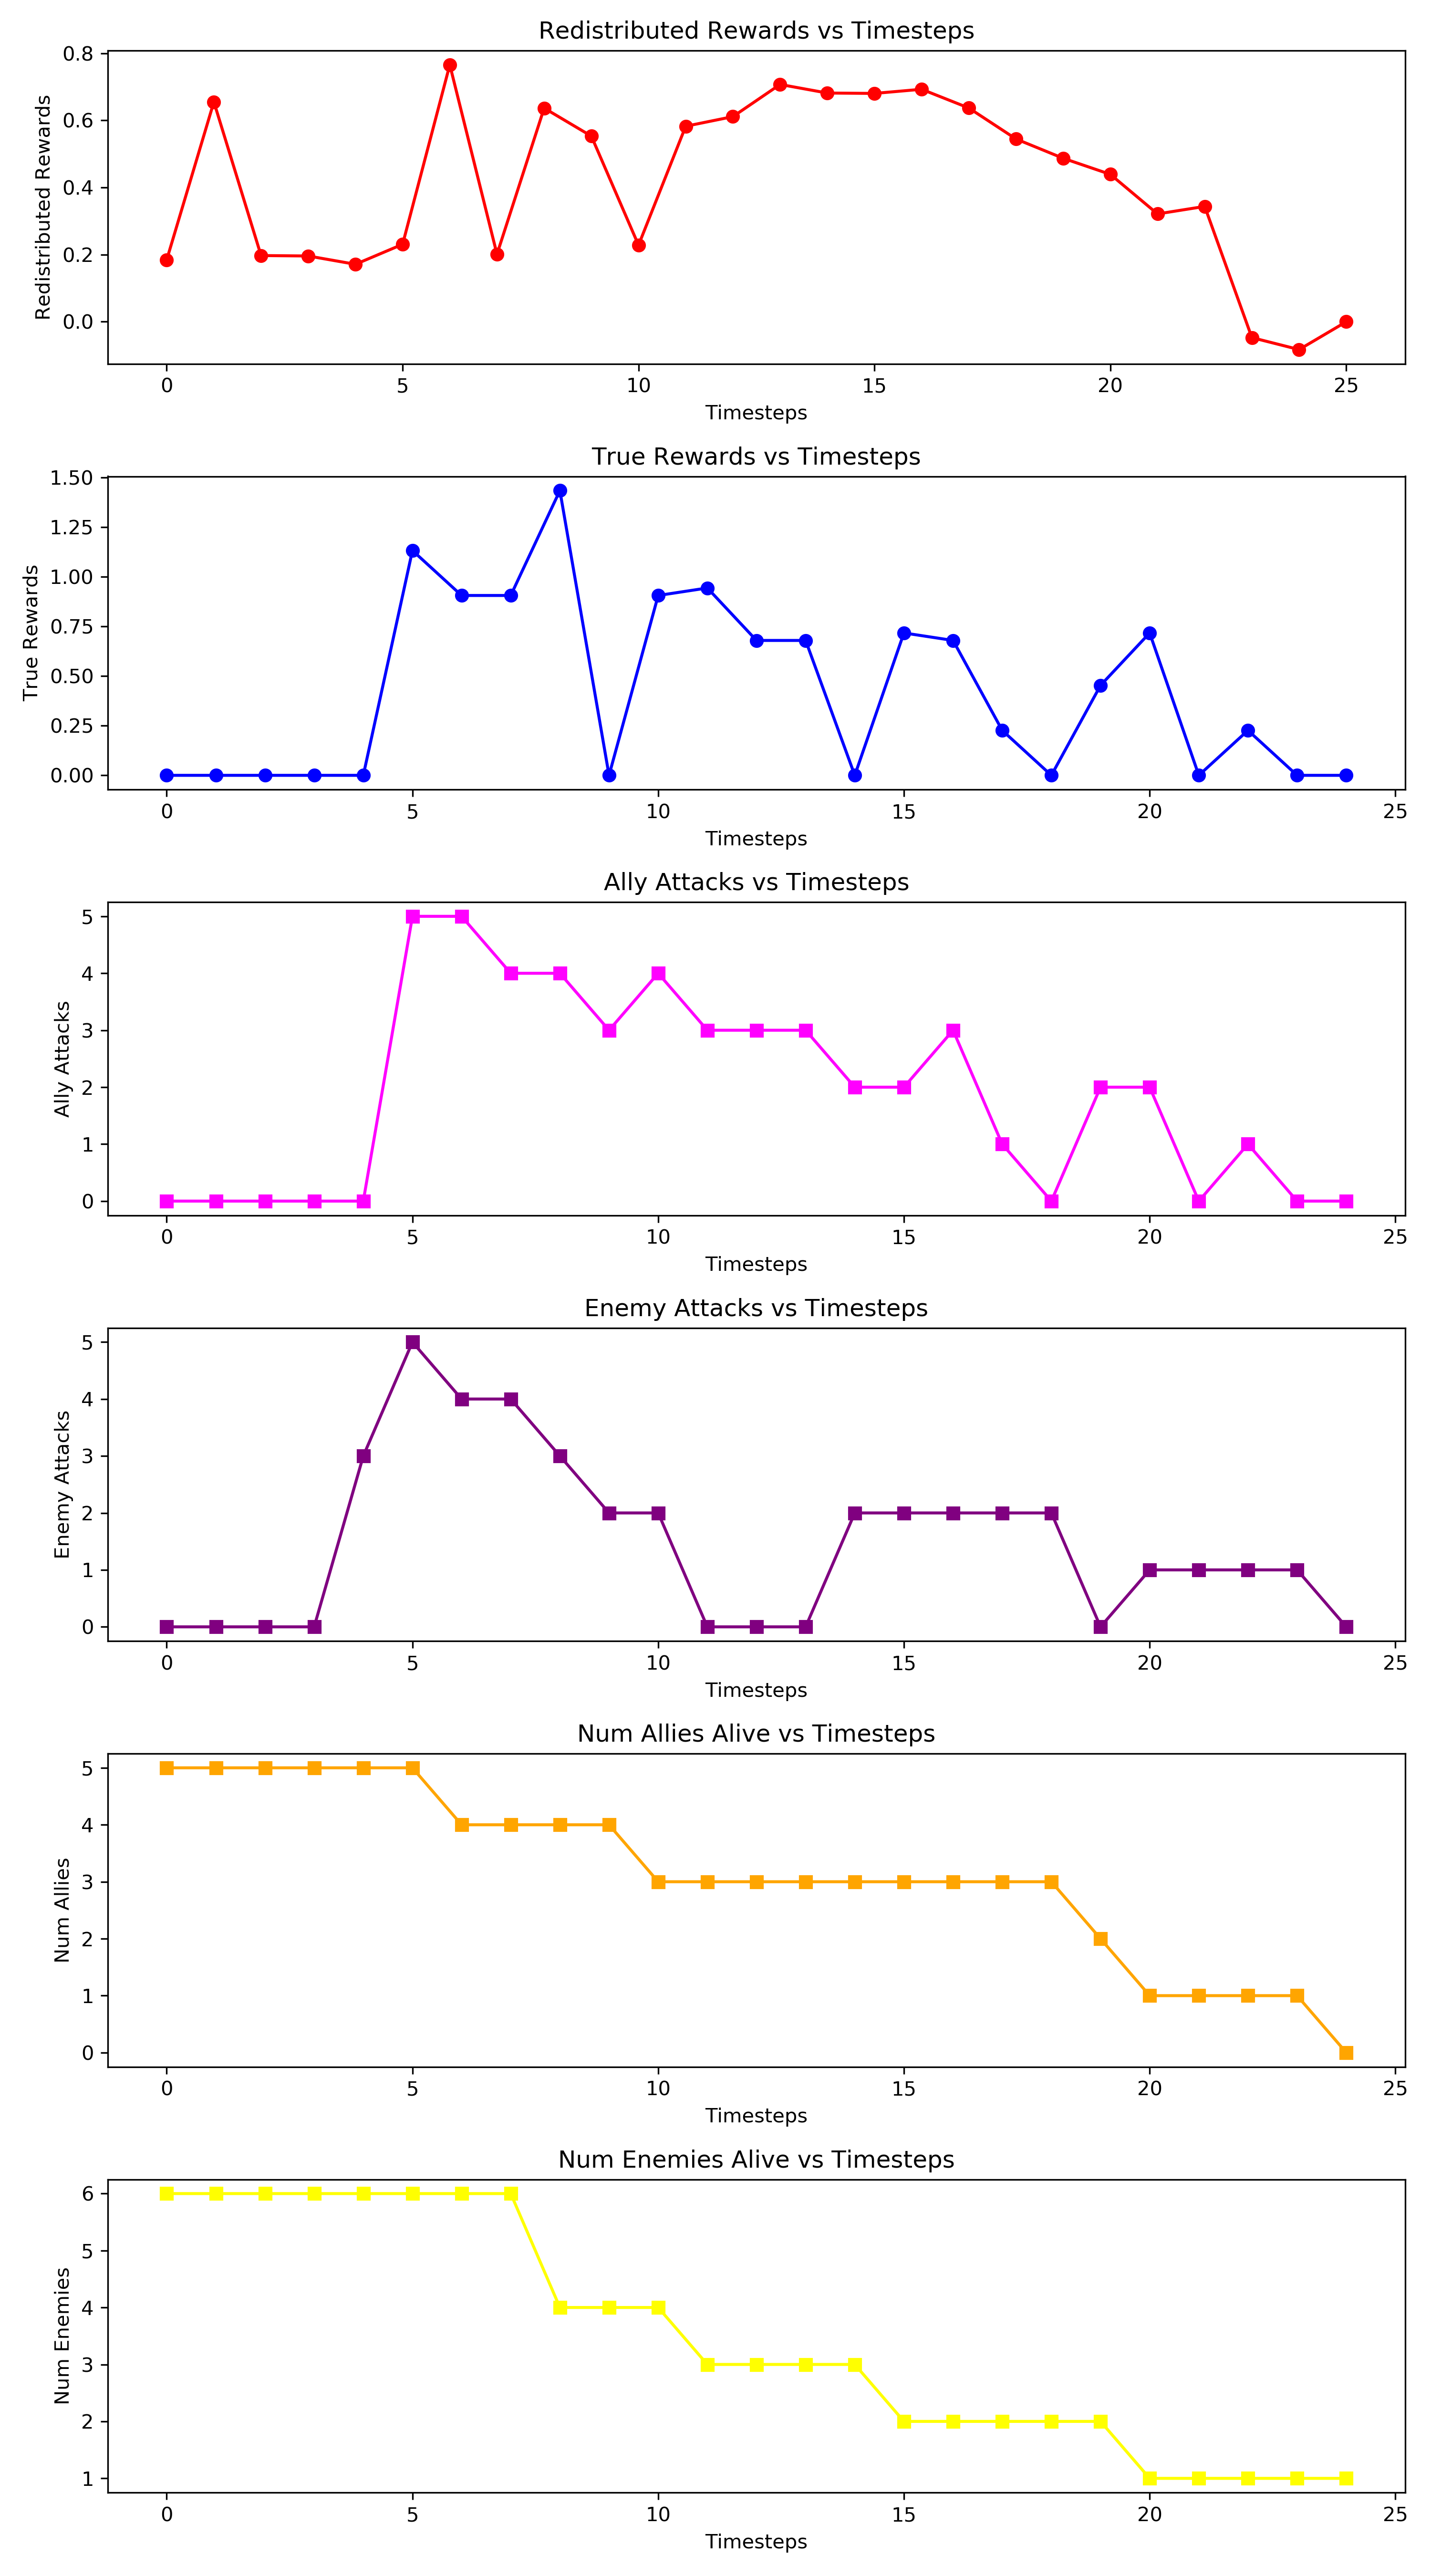 Redistributed Rewards vs Timesteps
Redistributed Rewards
0.8
0.6
0.4
0.2
0.0
0 5 10 15 20 25
Timesteps
True Rewards vs Timesteps
True Rewards
1.50
1.25
1.00
0.75
0.50
0.25
0.00
0 5 10 15 20 25
Timesteps
Ally Attacks vs Timesteps
Ally Attacks
5
4
3
2
1
0
0 5 10 15 20 25
Timesteps
Enemy Attacks vs Timesteps
Enemy Attacks
5
4
3
2
1
0
0 5 10 15 20 25
Timesteps
Num Allies Alive vs Timesteps
Num Allies
5
4
3
2
1
0
0 5 10 15 20 25
Timesteps
Num Enemies Alive vs Timesteps
Num Enemies
6
5
4
3
2
1
0 5 10 15 20 25
Timesteps